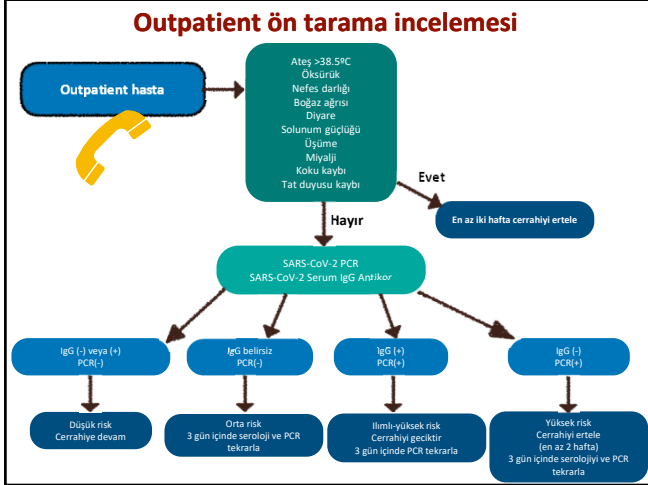 Outpatient ön tarama incelemesi
Outpatient hasta
Ateş >38.5ºC
Öksürük
Nefes darlığı
Boğaz ağrısı
Diyare
Solunum güçlüğü
Üşüme
Miyalji
Koku kaybı
Tat duyusu kaybı
Evet
En az iki hafta cerrahiyi ertele
Hayır
SARS-CoV-2 PCR
SARS-CoV-2 Serum IgG Antikor
IgG (-) veya (+)
PCR(-)
IgG belirsiz
PCR(-)
IgG (+)
PCR(+)
IgG (-)
PCR(+)
Düşük risk
Cerrahiye devam
Orta risk
3 gün içinde seroloji ve PCR
tekrarla
Ilımlı-yüksek risk
Cerrahiyi geciktir
3 gün içinde PCR tekrarla
Yüksek risk
Cerrahiyi ertele
(en az 2 hafta)
3 gün içinde serolojiyi ve PCR
tekrarla